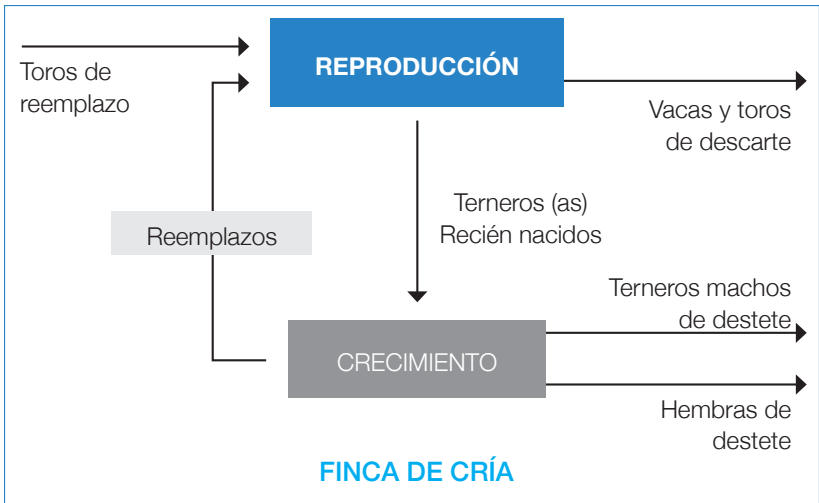 Toros de
reemplazo
REPRODUCCIÓN
Vacas y toros
de descarte
Reemplazos
Terneros (as)
Recién nacidos
Terneros machos
de destete
CRECIMIENTO
Hembras de
destete
FINCA DE CRÍA